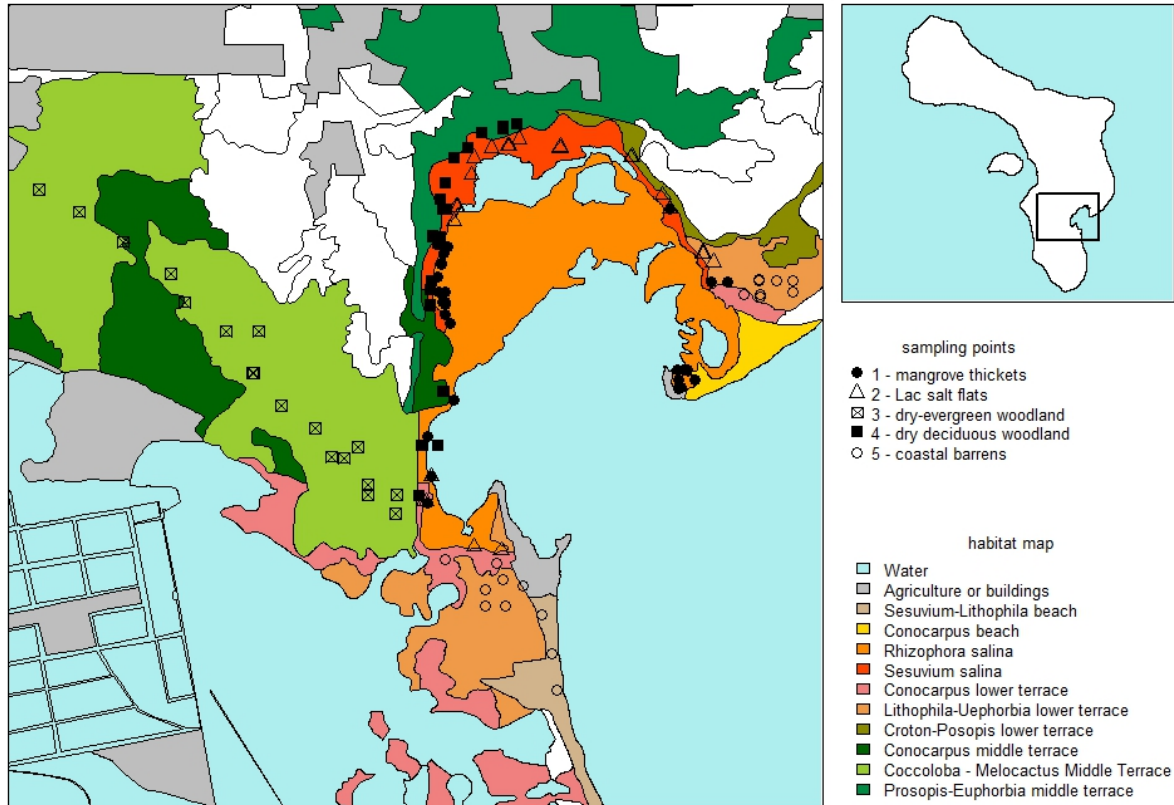 sampling points
1 - mangrove thickets
2 - Lac salt flats
3 - dry-evergreen woodland
4 - dry deciduous woodland
5 - coastal barrens
habitat map
Water
Agriculture or buildings
Sesuvium-Lithophila beach
Conocarpus beach
Rhizophora salina
Sesuvium salina
Conocarpus lower terrace
Lithophila-Uephorbia lower terrace
Croton-Posopis lower terrace
Conocarpus middle terrace
Coccoloba - Melocactus Middle Terrace
Prosopis-Euphorbia middle terrace